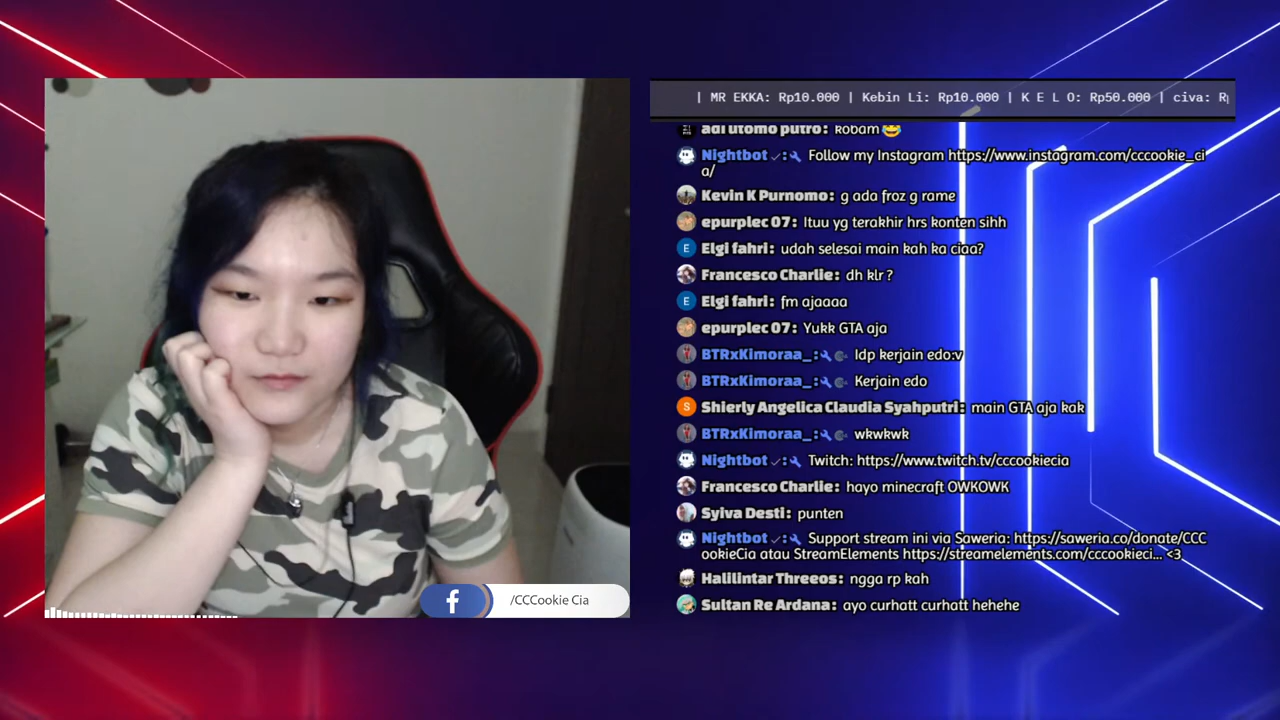 | MR EKKA: Rp10.000 | Kebin Li: Rp10.000 | K E L O: Rp50.000 | civa: R
adi utomo putro: kobam 😂
Nightbot: Follow my Instagram https://www.instagram.com/cccookie_ci
a/
Kevin K Purnomo: g ada froz g rame
epurplec 07: Ituu yg terakhir hrs konten sihh
E Elgi fahri: udah selesai main kah ka ciaa?
Francesco Charlie: dh klr ?
E Elgi fahri: fm ajaaaa
epurplec 07: Yukk GTA aja
BTRxKimoraa_: Idp kerjain edo:v
BTRxKimoraa_: Kerjain edo
S Shierly Angelica Claudia Syahputri: main GTA aja kak
BTRxKimoraa_: wkwkwk
Nightbot: Twitch: https://www.twitch.tv/cccookiecia
Francesco Charlie: hayo minecraft OWKOWK
Syiva Desti: punten
Nightbot: Support stream ini via Saweria: https://saweria.co/donate/CCC
ookieCia atau StreamElements https://streamelements.com/cccookieci... <3
Halilintar Threeos: ngga rp kah
Sultan Re Ardana: ayo curhatt curhatt hehehe
f /CCCookie Cia